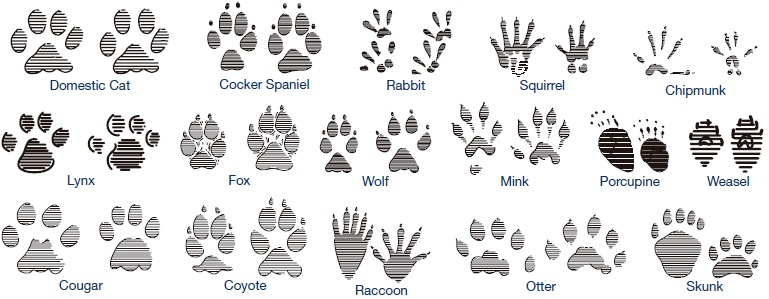 Domestic Cat
Cocker Spaniel
Rabbit
Squirrel
Chipmunk
Lynx
Fox
Wolf
Mink
Porcupine
Weasel
Cougar
Coyote
Raccoon
Otter
Skunk